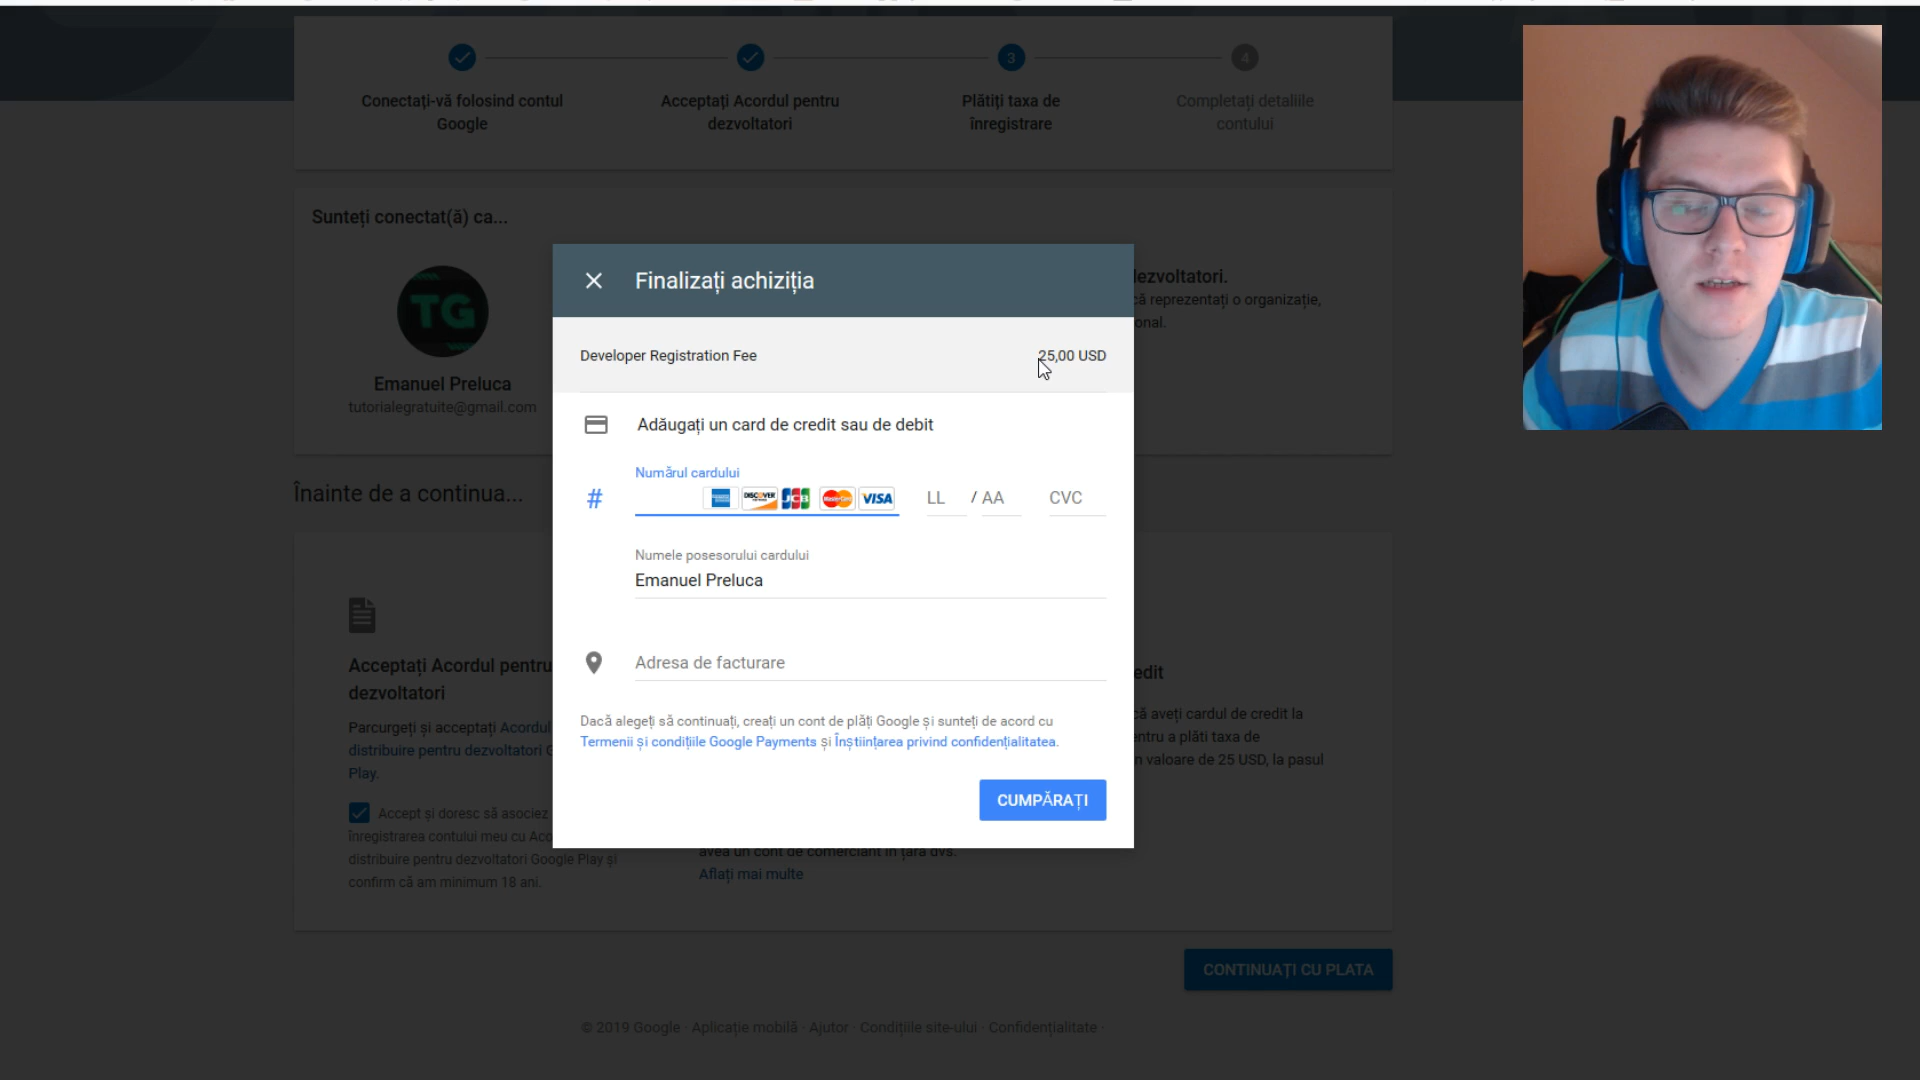 3
4
Conectați-vă folosind contul
Google
Acceptați Acordul pentru
dezvoltatori
Plătiți taxa de
înregistrare
Completați detaliile
contului
Sunteți conectat(ă) ca...
TG
Emanuel Preluca
tutorialegratuite@gmail.com
dezvoltatori.
că reprezentați o organizație,
onal.
Finalizați achiziția
Developer Registration Fee
25,00 USD
Adăugați un card de credit sau de debit
Numărul cardului
#
DISCOVER
JCB
MasterCard
VISA
LL / AA
CVC
Numele posesorului cardului
Emanuel Preluca
Adresa de facturare
Dacă alegeți să continuați, creați un cont de plăți Google și sunteți de acord cu
Termenii și condițiile Google Payments și Înștiințarea privind confidențialitatea.
CUMPĂRAȚI
Înainte de a continua...
Acceptați Acordul pentru
dezvoltatori
Parcurgeți și acceptați Acordul
distribuire pentru dezvoltatori G
Play.
Accept și doresc să asociez
înregistrarea contului meu cu Aco
distribuire pentru dezvoltatori Google Play și
confirm că am minimum 18 ani.
avea un cont de comerciant în țara dvs.
Aflați mai multe
edit
că aveți cardul de credit la
entru a plăti taxa de
n valoare de 25 USD, la pasul
CONTINUAȚI CU PLATA
© 2019 Google · Aplicație mobilă · Ajutor · Condițiile site-ului · Confidențialitate ·